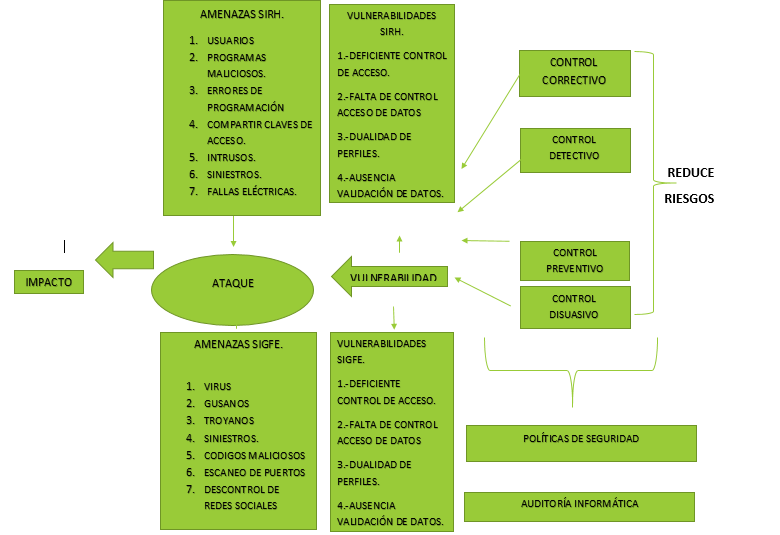 AMENAZAS SIRH.
1. USUARIOS
2. PROGRAMAS
MALICIOSOS.
3. ERRORES DE
PROGRAMACIÓN
4. COMPARTIR CLAVES DE
ACCESO.
5. INTRUSOS.
6. SINIESTROS.
7. FALLAS ELÉCTRICAS.
VULNERABILIDADES
SIRH.
1.-DEFICIENTE CONTROL
DE ACCESO.
2.-FALTA DE CONTROL
ACCESO DE DATOS
3.-DUALIDAD DE
PERFILES.
4.-AUSENCIA
VALIDACIÓN DE DATOS.
CONTROL
CORRECTIVO
CONTROL
DETECTIVO
REDUCE
RIESGOS
CONTROL
PREVENTIVO
CONTROL
DISUASIVO
IMPACTO
ATAQUE
VULNERABILIDAD
AMENAZAS SIGFE.
1. VIRUS
2. GUSANOS
3. TROYANOS
4. SINIESTROS.
5. CODIGOS MALICIOSOS
6. ESCANEO DE PUERTOS
7. DESCONTROL DE
REDES SOCIALES
VULNERABILIDADES
SIGFE.
1.-DEFICIENTE
CONTROL DE ACCESO.
2.-FALTA DE CONTROL
ACCESO DE DATOS
3.-DUALIDAD DE
PERFILES.
4.-AUSENCIA
VALIDACIÓN DE DATOS.
POLÍTICAS DE SEGURIDAD
AUDITORÍA INFORMÁTICA